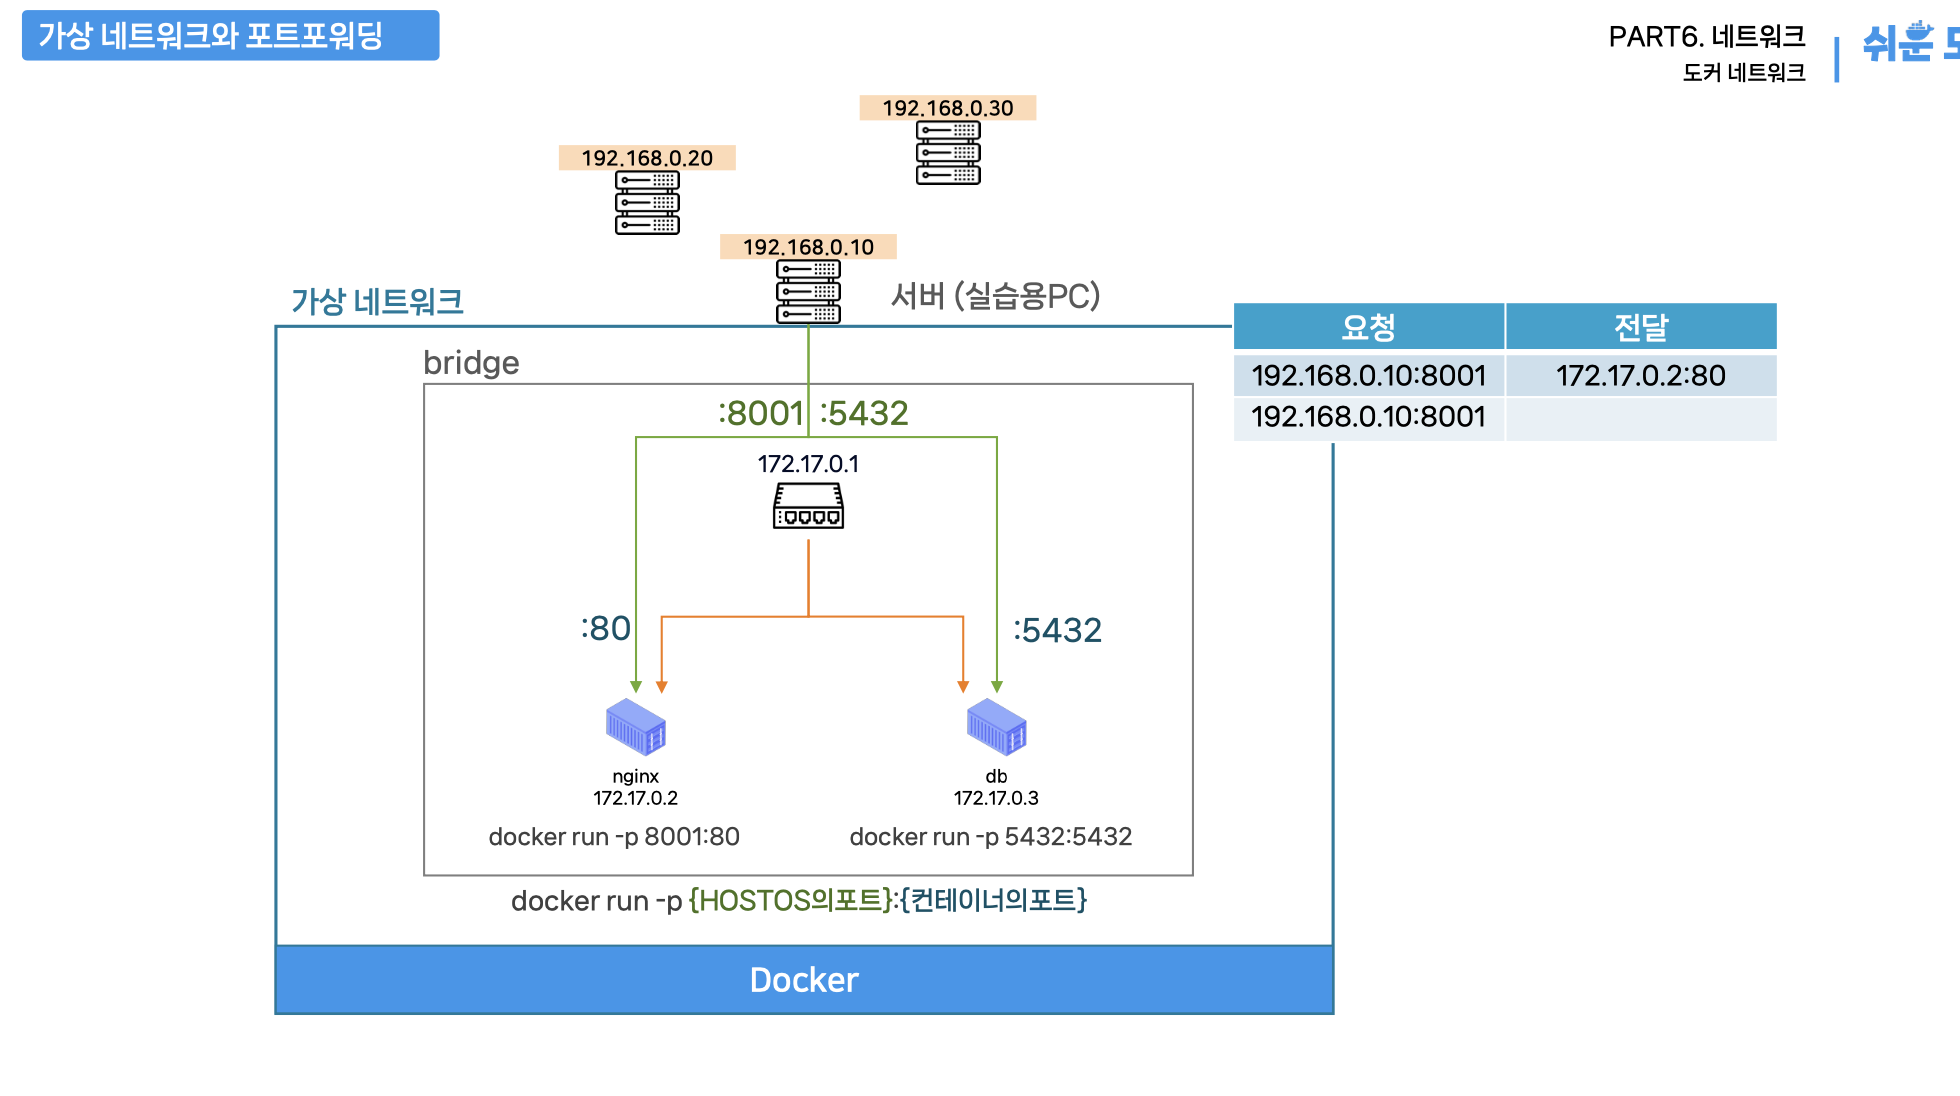 가상 네트워크와 포트포워딩
PART6. 네트워크
도커 네트워크
쉬운
192.168.0.30
192.168.0.20
192.168.0.10
서버 (실습용PC)
가상 네트워크
요청 전달
192.168.0.10:8001 172.17.0.2:80
192.168.0.10:8001
bridge
:8001 :5432
172.17.0.1
:80 :5432
nginx
172.17.0.2
docker run -p 8001:80
db
172.17.0.3
docker run -p 5432:5432
docker run -p {HOSTOS의포트}:{컨테이너의포트}
Docker